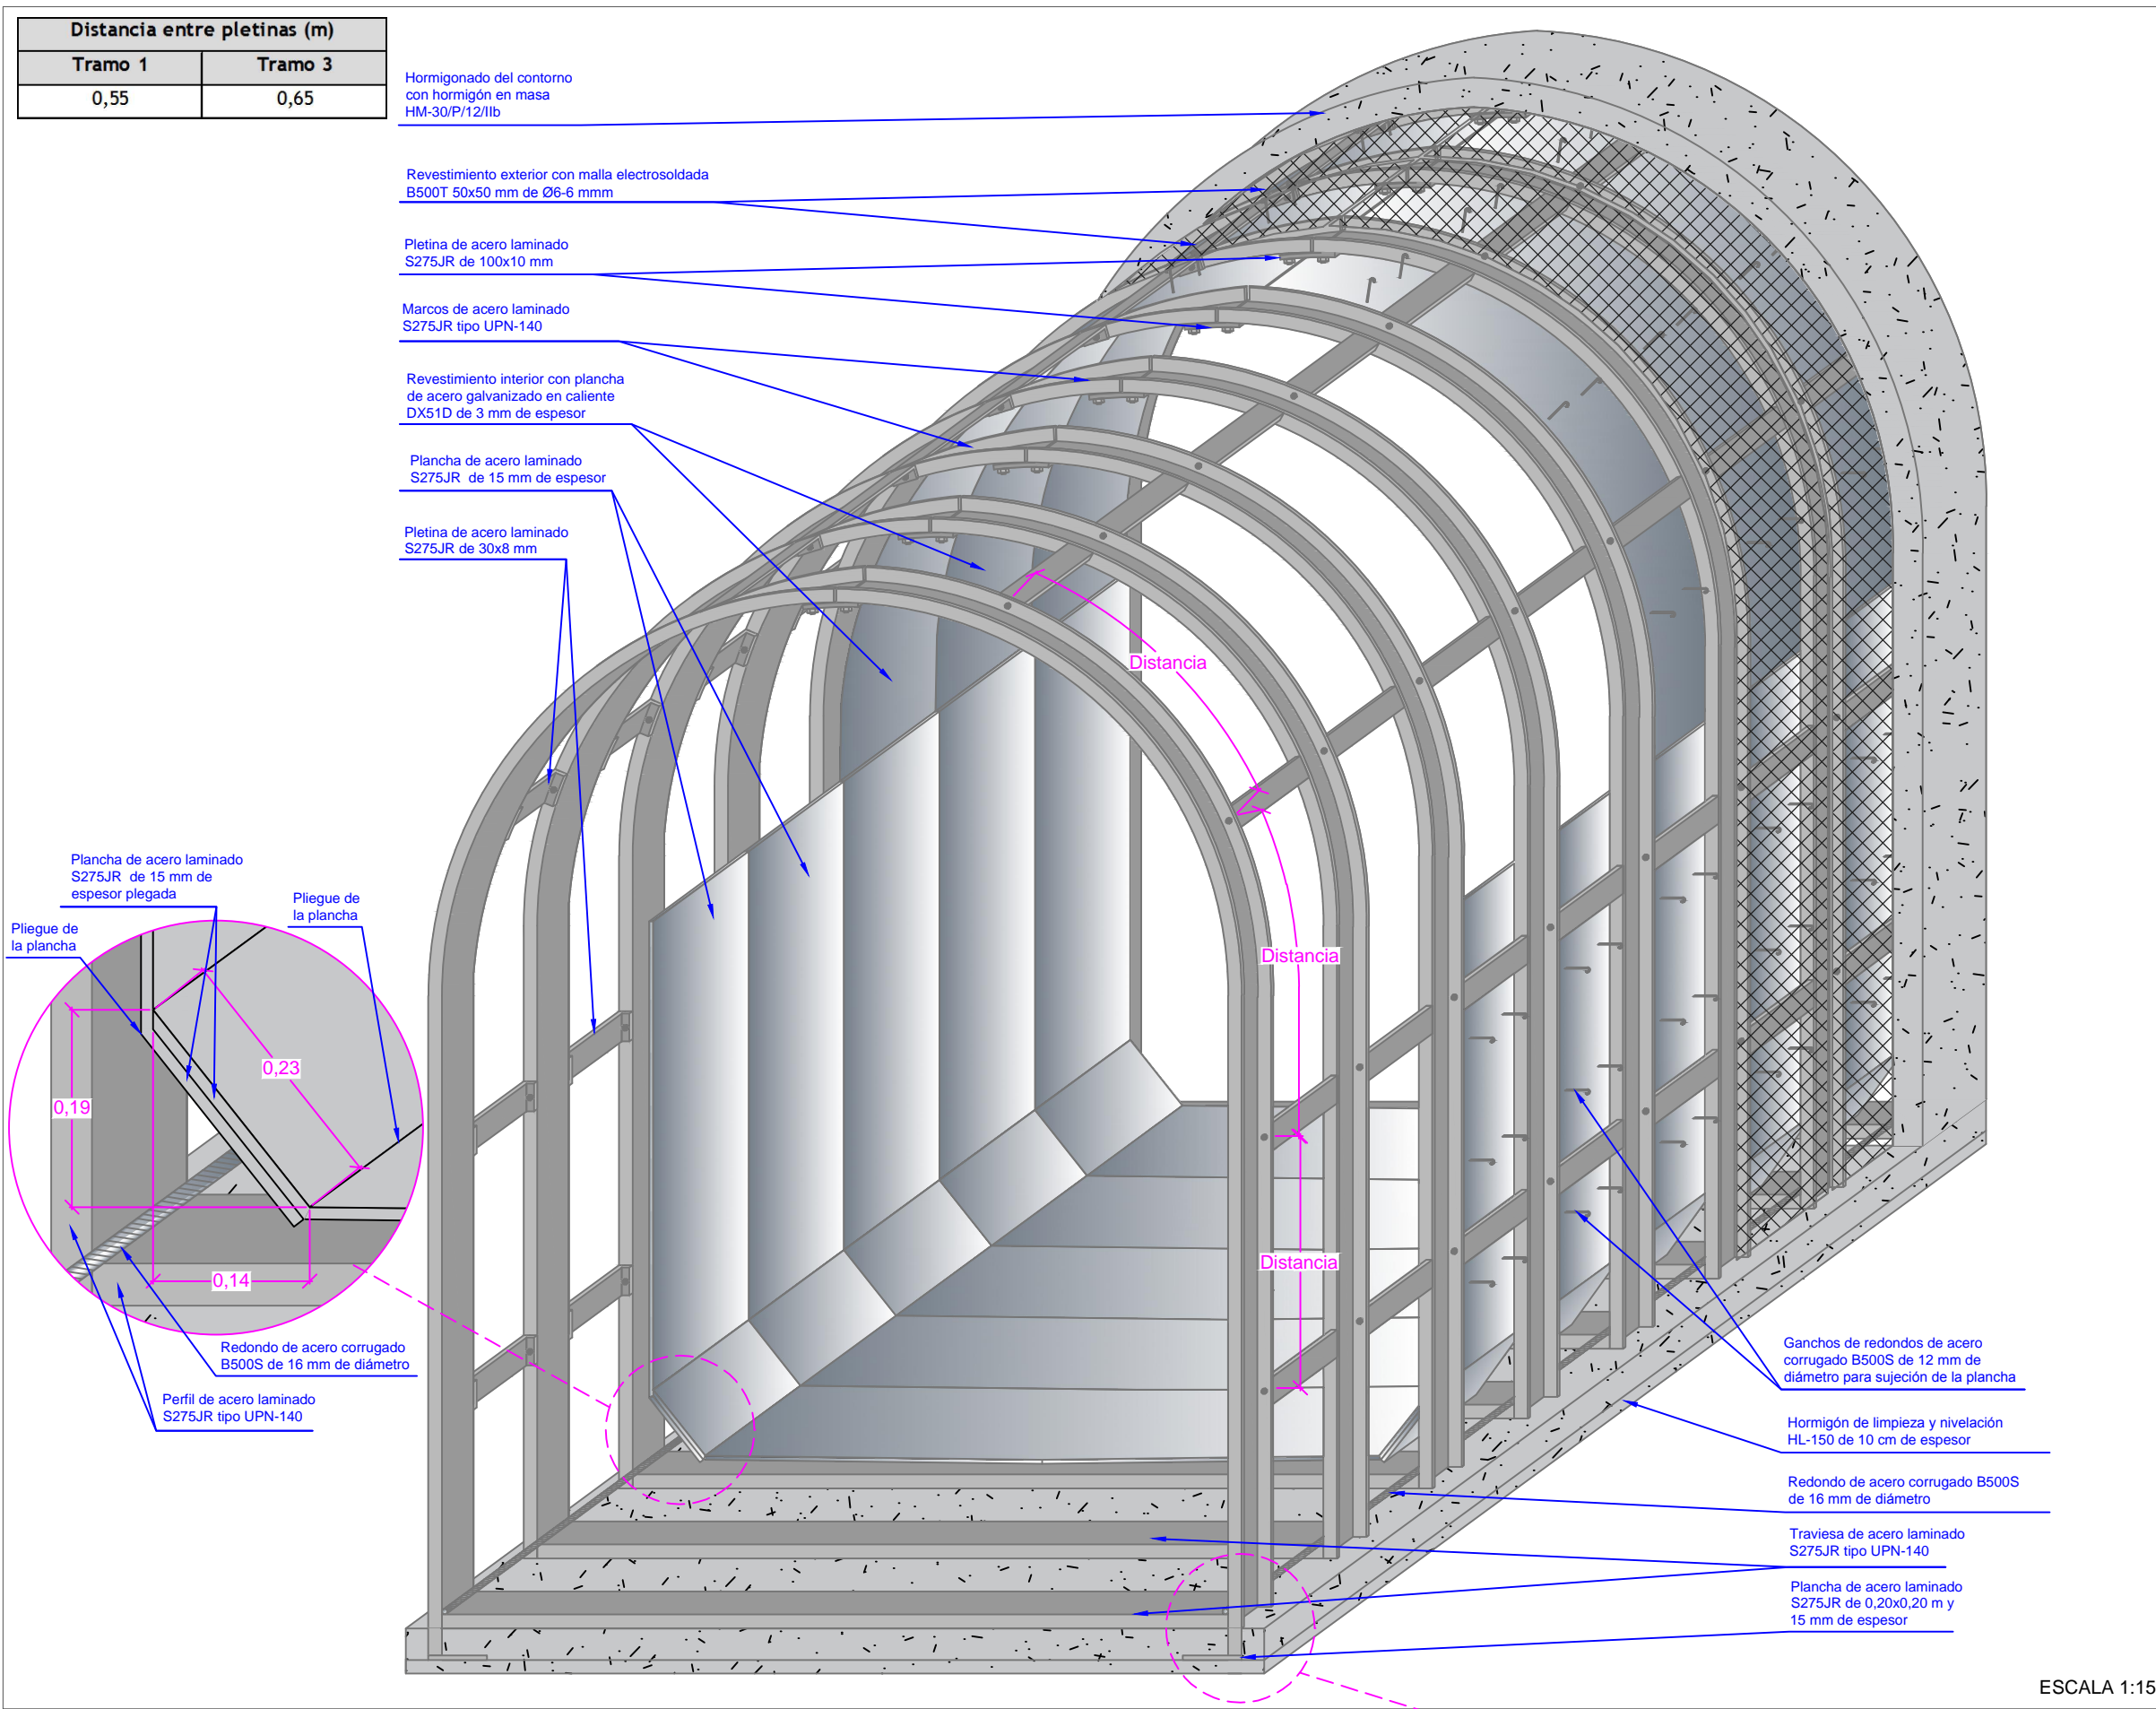 Distancia entre pletinas (m)
Tramo 1 Tramo 3
0,55 0,65
Hormigonado del contorno
con hormigón en masa
HM-30/P/12/IIb
Revestimiento exterior con malla electrosoldada
B500T 50x50 mm de Ø6-6 mmm
Pletina de acero laminado
S275JR de 100x10 mm
Marcos de acero laminado
S275JR tipo UPN-140
Revestimiento interior con plancha
de acero galvanizado en caliente
DX51D de 3 mm de espesor
Plancha de acero laminado
S275JR de 15 mm de espesor
Pletina de acero laminado
S275JR de 30x8 mm
Distancia
Distancia
Distancia
Plancha de acero laminado
S275JR de 15 mm de
espesor plegada
Pliegue de
la plancha
Pliegue de
la plancha
0,23
0,19
0,14
Redondo de acero corrugado
B500S de 16 mm de diámetro
Perfil de acero laminado
S275JR tipo UPN-140
Ganchos de redondos de acero
corrugado B500S de 12 mm de
diámetro para sujeción de la plancha
Hormigón de limpieza y nivelación
HL-150 de 10 cm de espesor
Redondo de acero corrugado B500S
de 16 mm de diámetro
Traviesa de acero laminado
S275JR tipo UPN-140
Plancha de acero laminado
S275JR de 0,20x0,20 m y
15 mm de espesor
ESCALA 1:15